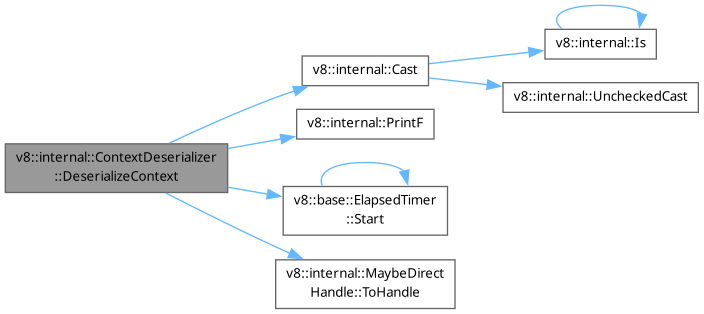 v8::internal::ContextDeserializer
::DeserializeContext
v8::internal::Cast
v8::internal::Is
v8::internal::UncheckedCast
v8::internal::PrintF
v8::base::ElapsedTimer
::Start
v8::internal::MaybeDirect
Handle::ToHandle